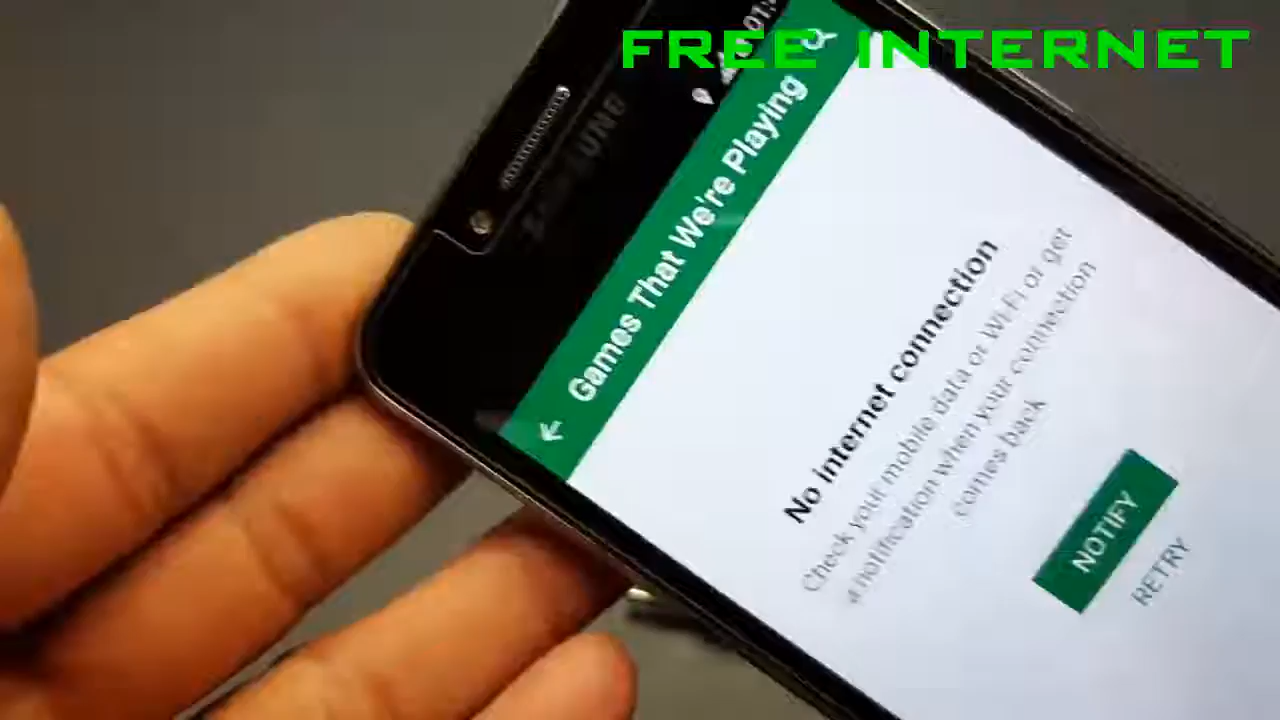 FREE INTERNET
SAMSUNG
Games That We're Playing
No internet connection
Check your mobile data or Wi-Fi or get
a notification when your connection
comes back
NOTIFY
RETRY